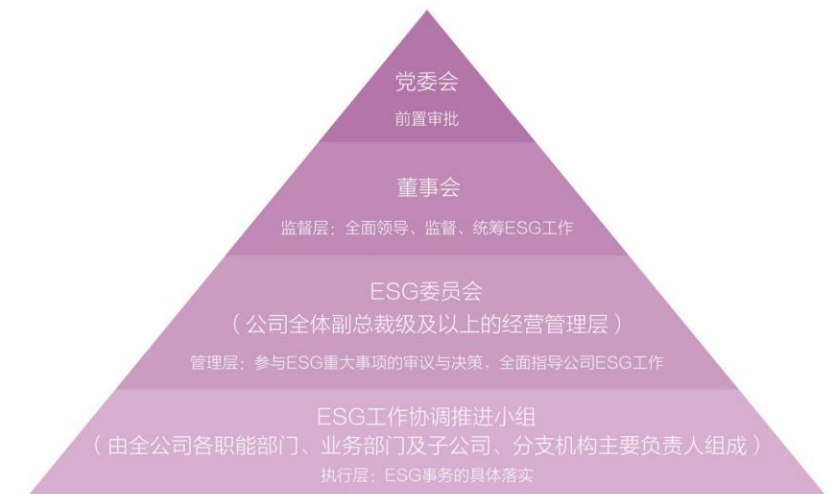 党委会
前置审批
董事会
监督层：全面领导、监督、统筹ESG工作
ESG委员会
（公司全体副总裁级及以上的经营管理层）
管理层：参与ESG重大事项的审议与决策，全面指导公司ESG工作
ESG工作协调推进小组
（由全公司各职能部门、业务部门及子公司、分支机构主要负责人组成）
执行层：ESG事务的具体落实